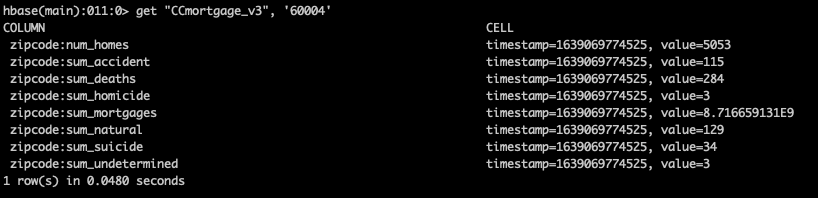 hbase(main):011:0> get "CCmortgage_v3", '60004'
COLUMN CELL
zipcode:num_homes timestamp=1639069774525, value=5053
zipcode:sum_accident timestamp=1639069774525, value=115
zipcode:sum_deaths timestamp=1639069774525, value=284
zipcode:sum_homicide timestamp=1639069774525, value=3
zipcode:sum_mortgages timestamp=1639069774525, value=8.716659131E9
zipcode:sum_natural timestamp=1639069774525, value=129
zipcode:sum_suicide timestamp=1639069774525, value=34
zipcode:sum_undetermined timestamp=1639069774525, value=3
1 row(s) in 0.0480 seconds